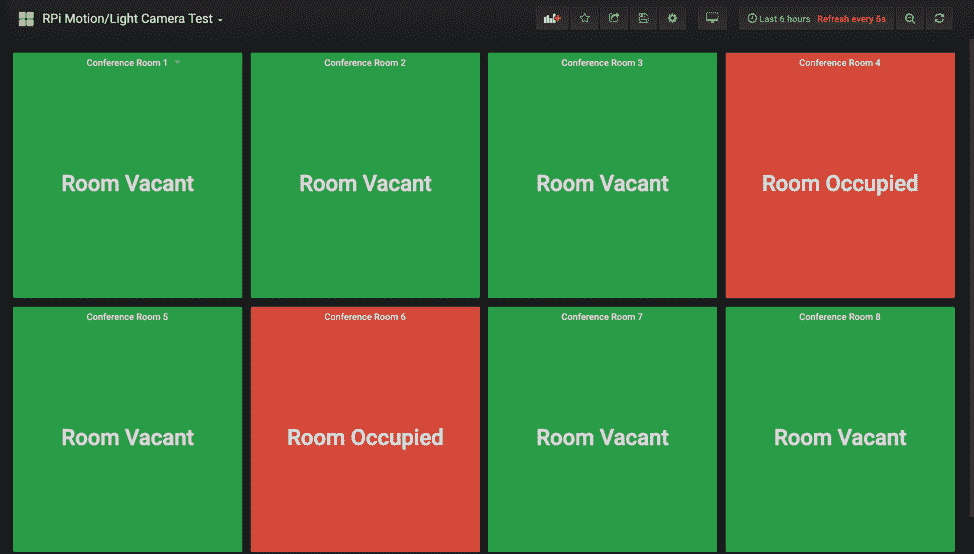 RPi Motion/Light Camera Test
Last 6 hours Refresh every 5s
Conference Room 1
Conference Room 2
Conference Room 3
Conference Room 4
Room Vacant
Room Vacant
Room Vacant
Room Occupied
Conference Room 5
Conference Room 6
Conference Room 7
Conference Room 8
Room Vacant
Room Occupied
Room Vacant
Room Vacant